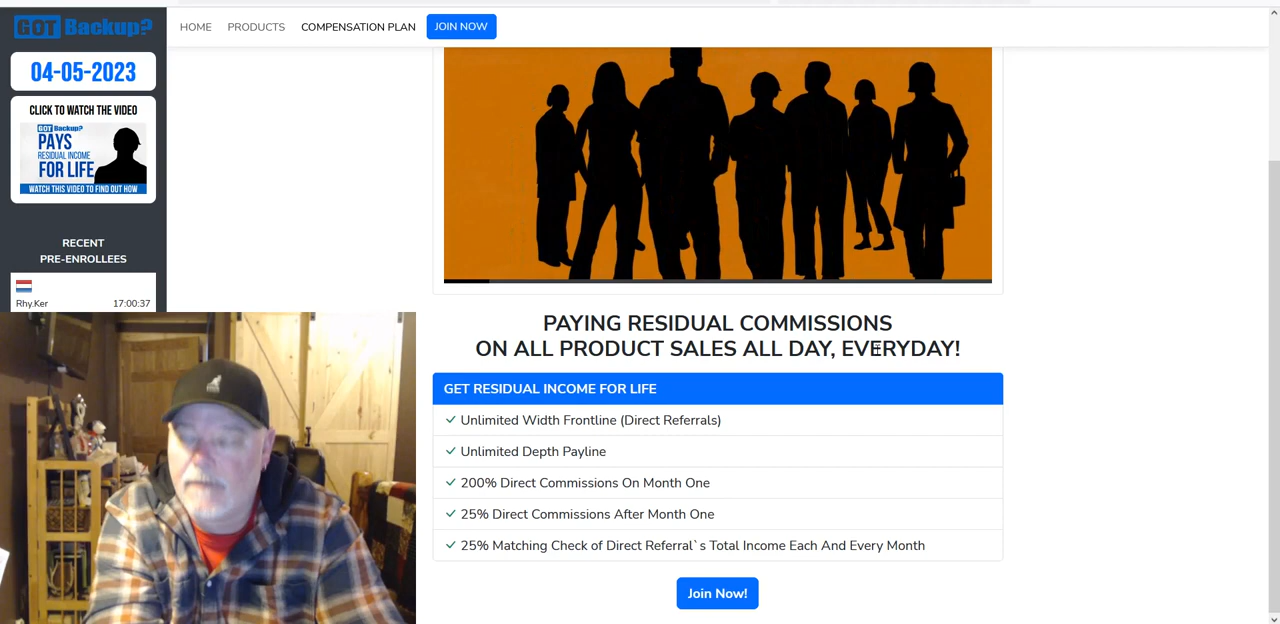 GOT Backup?
HOME PRODUCTS COMPENSATION PLAN JOIN NOW
04-05-2023
CLICK TO WATCH THE VIDEO
GOT Backup?
PAYS
RESIDUAL INCOME
FOR LIFE
WATCH THIS VIDEO TO FIND OUT HOW
RECENT
PRE-ENROLLEES
Rhy.Ker 17:00:37
PAYING RESIDUAL COMMISSIONS
ON ALL PRODUCT SALES ALL DAY, EVERYDAY!
GET RESIDUAL INCOME FOR LIFE
Unlimited Width Frontline (Direct Referrals)
Unlimited Depth Payline
200% Direct Commissions On Month One
25% Direct Commissions After Month One
25% Matching Check of Direct Referral`s Total Income Each And Every Month
Join Now!